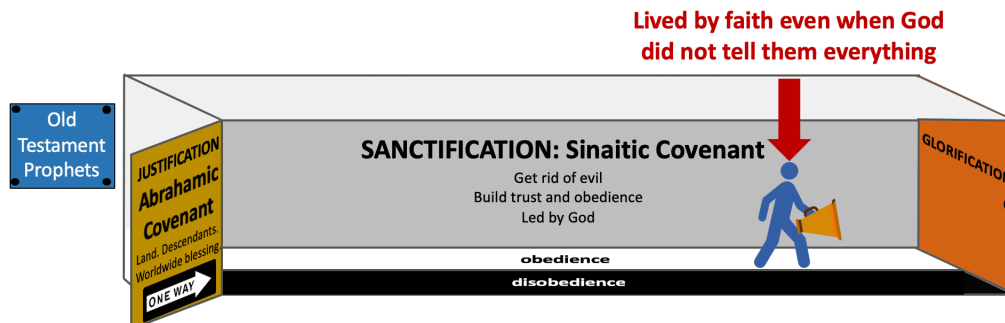 Lived by faith even when God
did not tell them everything
Old
Testament
Prophets
JUSTIFICATION
Abrahamic
Covenant
Land. Descendants.
Worldwide blessing.
ONE WAY
SANCTIFICATION: Sinaitic Covenant
Get rid of evil
Build trust and obedience
Led by God
obedience
disobedience
GLORIFICATION